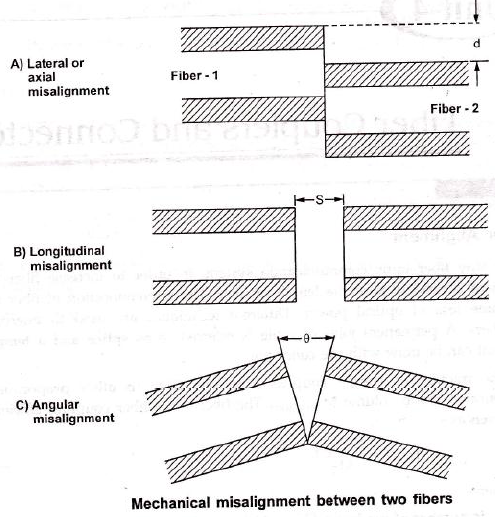 A) Lateral or
axial
misalignment
Fiber - 1
d
Fiber - 2
S
B) Longitudinal
misalignment
θ
C) Angular
misalignment
Mechanical misalignment between two fibers